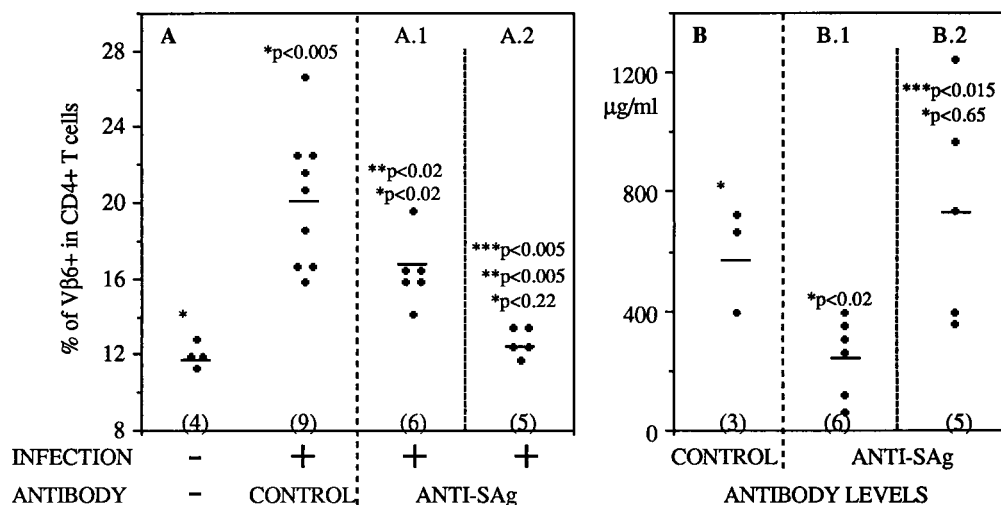 A
A.1
A.2
28
24
20
16
12
8
% of Vβ6+ in CD4+ T cells
*p<0.005
**p<0.02
*p<0.02
***p<0.005
**p<0.005
*p<0.22
*
(4)
(9)
(6)
(5)
INFECTION
-
+
+
+
ANTIBODY
-
CONTROL
ANTI-SAg
B
B.1
B.2
1200
µg/ml
800
400
0
***p<0.015
*p<0.65
*
*p<0.02
(3)
(6)
(5)
CONTROL
ANTI-SAg
ANTIBODY LEVELS